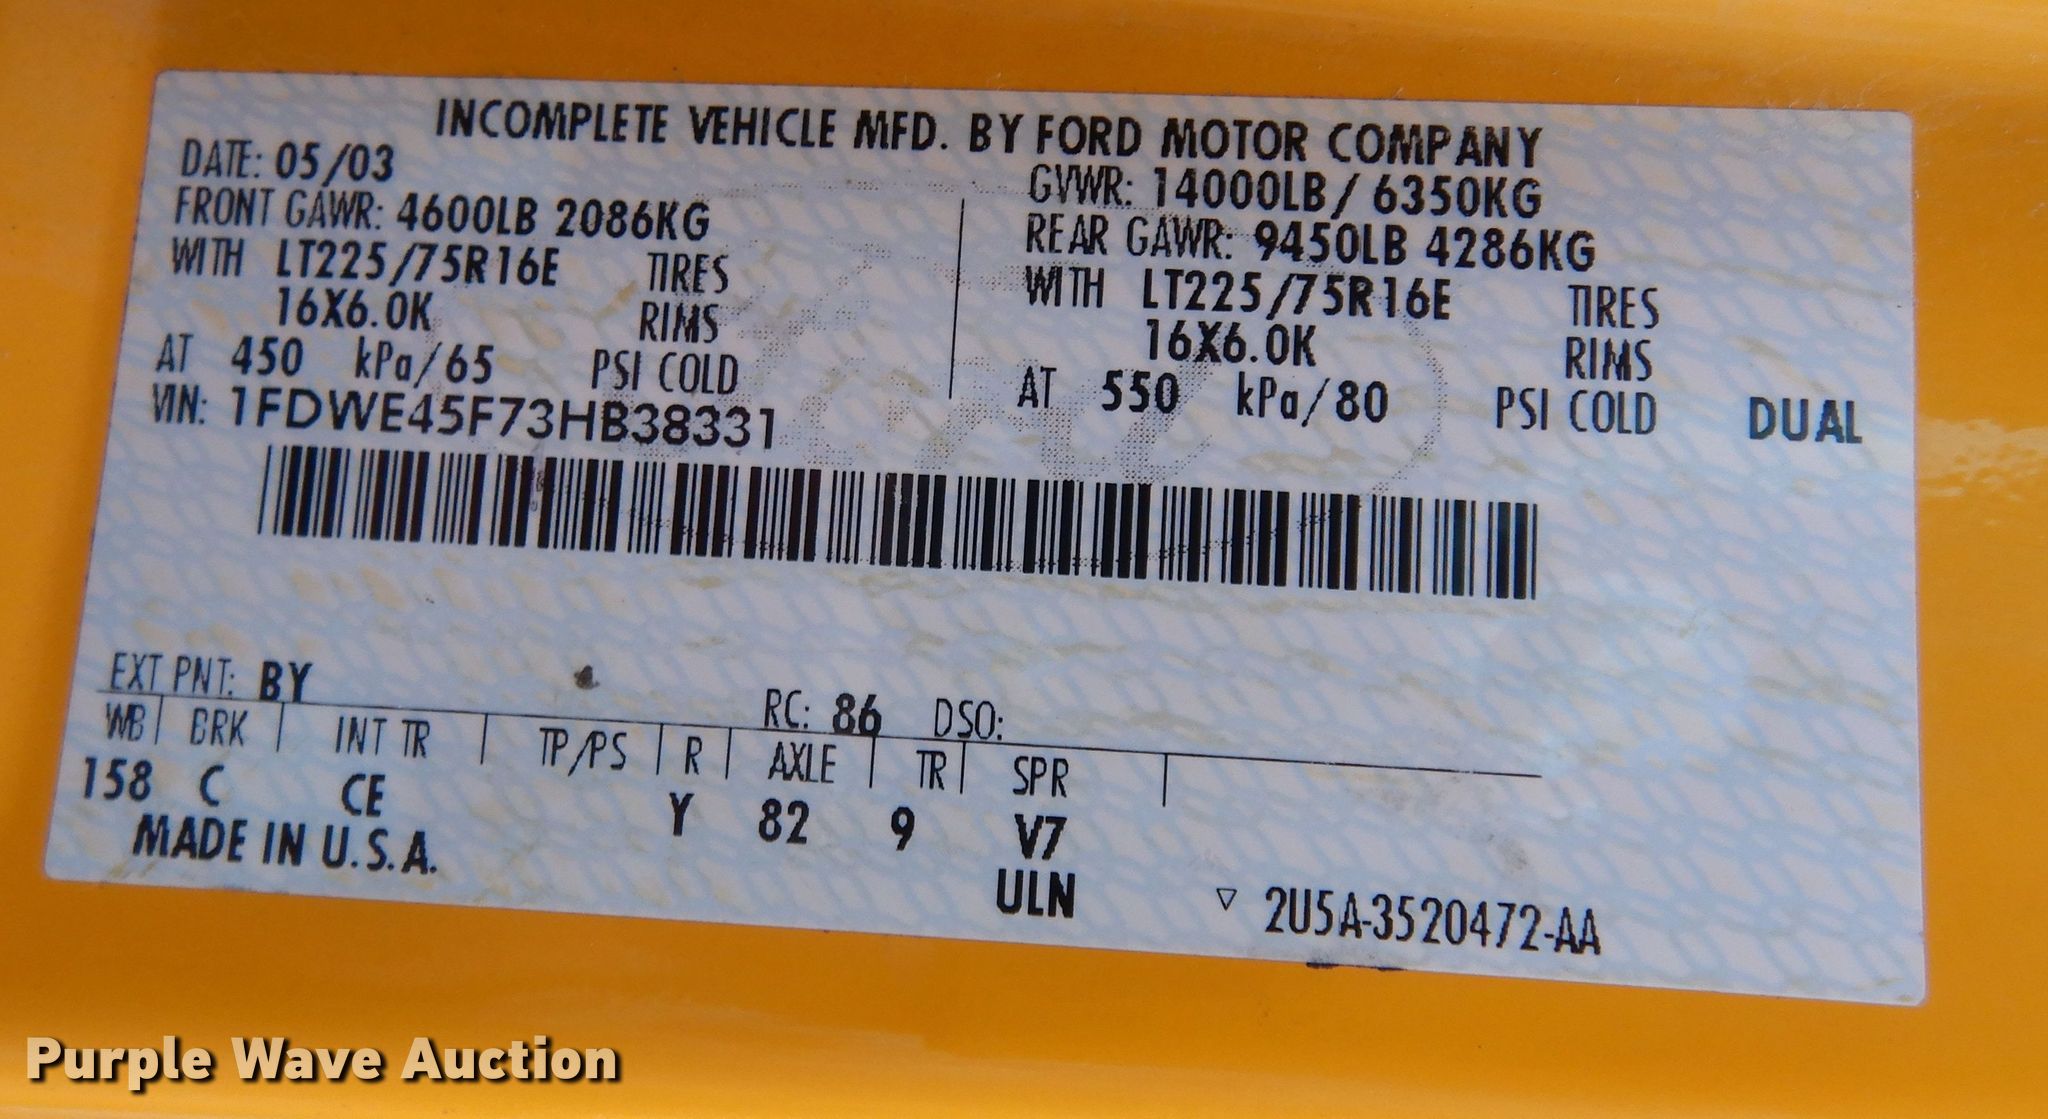 INCOMPLETE VEHICLE MFD. BY FORD MOTOR COMPANY
DATE: 05/03 GVWR: 14000LB/ 6350KG
FRONT GAWR: 4600LB 2086KG REAR GAWR: 9450LB 4286KG
WITH LT225/75R16E TIRES WITH LT225/75R16E TIRES
16X6.0K RIMS 16X6.0K RIMS
AT 450 kPa/65 PSI COLD AT 550 kPa/80 PSI COLD DUAL
VIN: 1FDWE45F73HB38331
EXT PNT: BY RC: 86 DSO:
WB BRK INT TR TP/PS R AXLE TR SPR
158 C CE Y 82 9 V7
MADE IN U.S.A. ULN
▽ 2U5A-3520472-AA
Purple Wave Auction